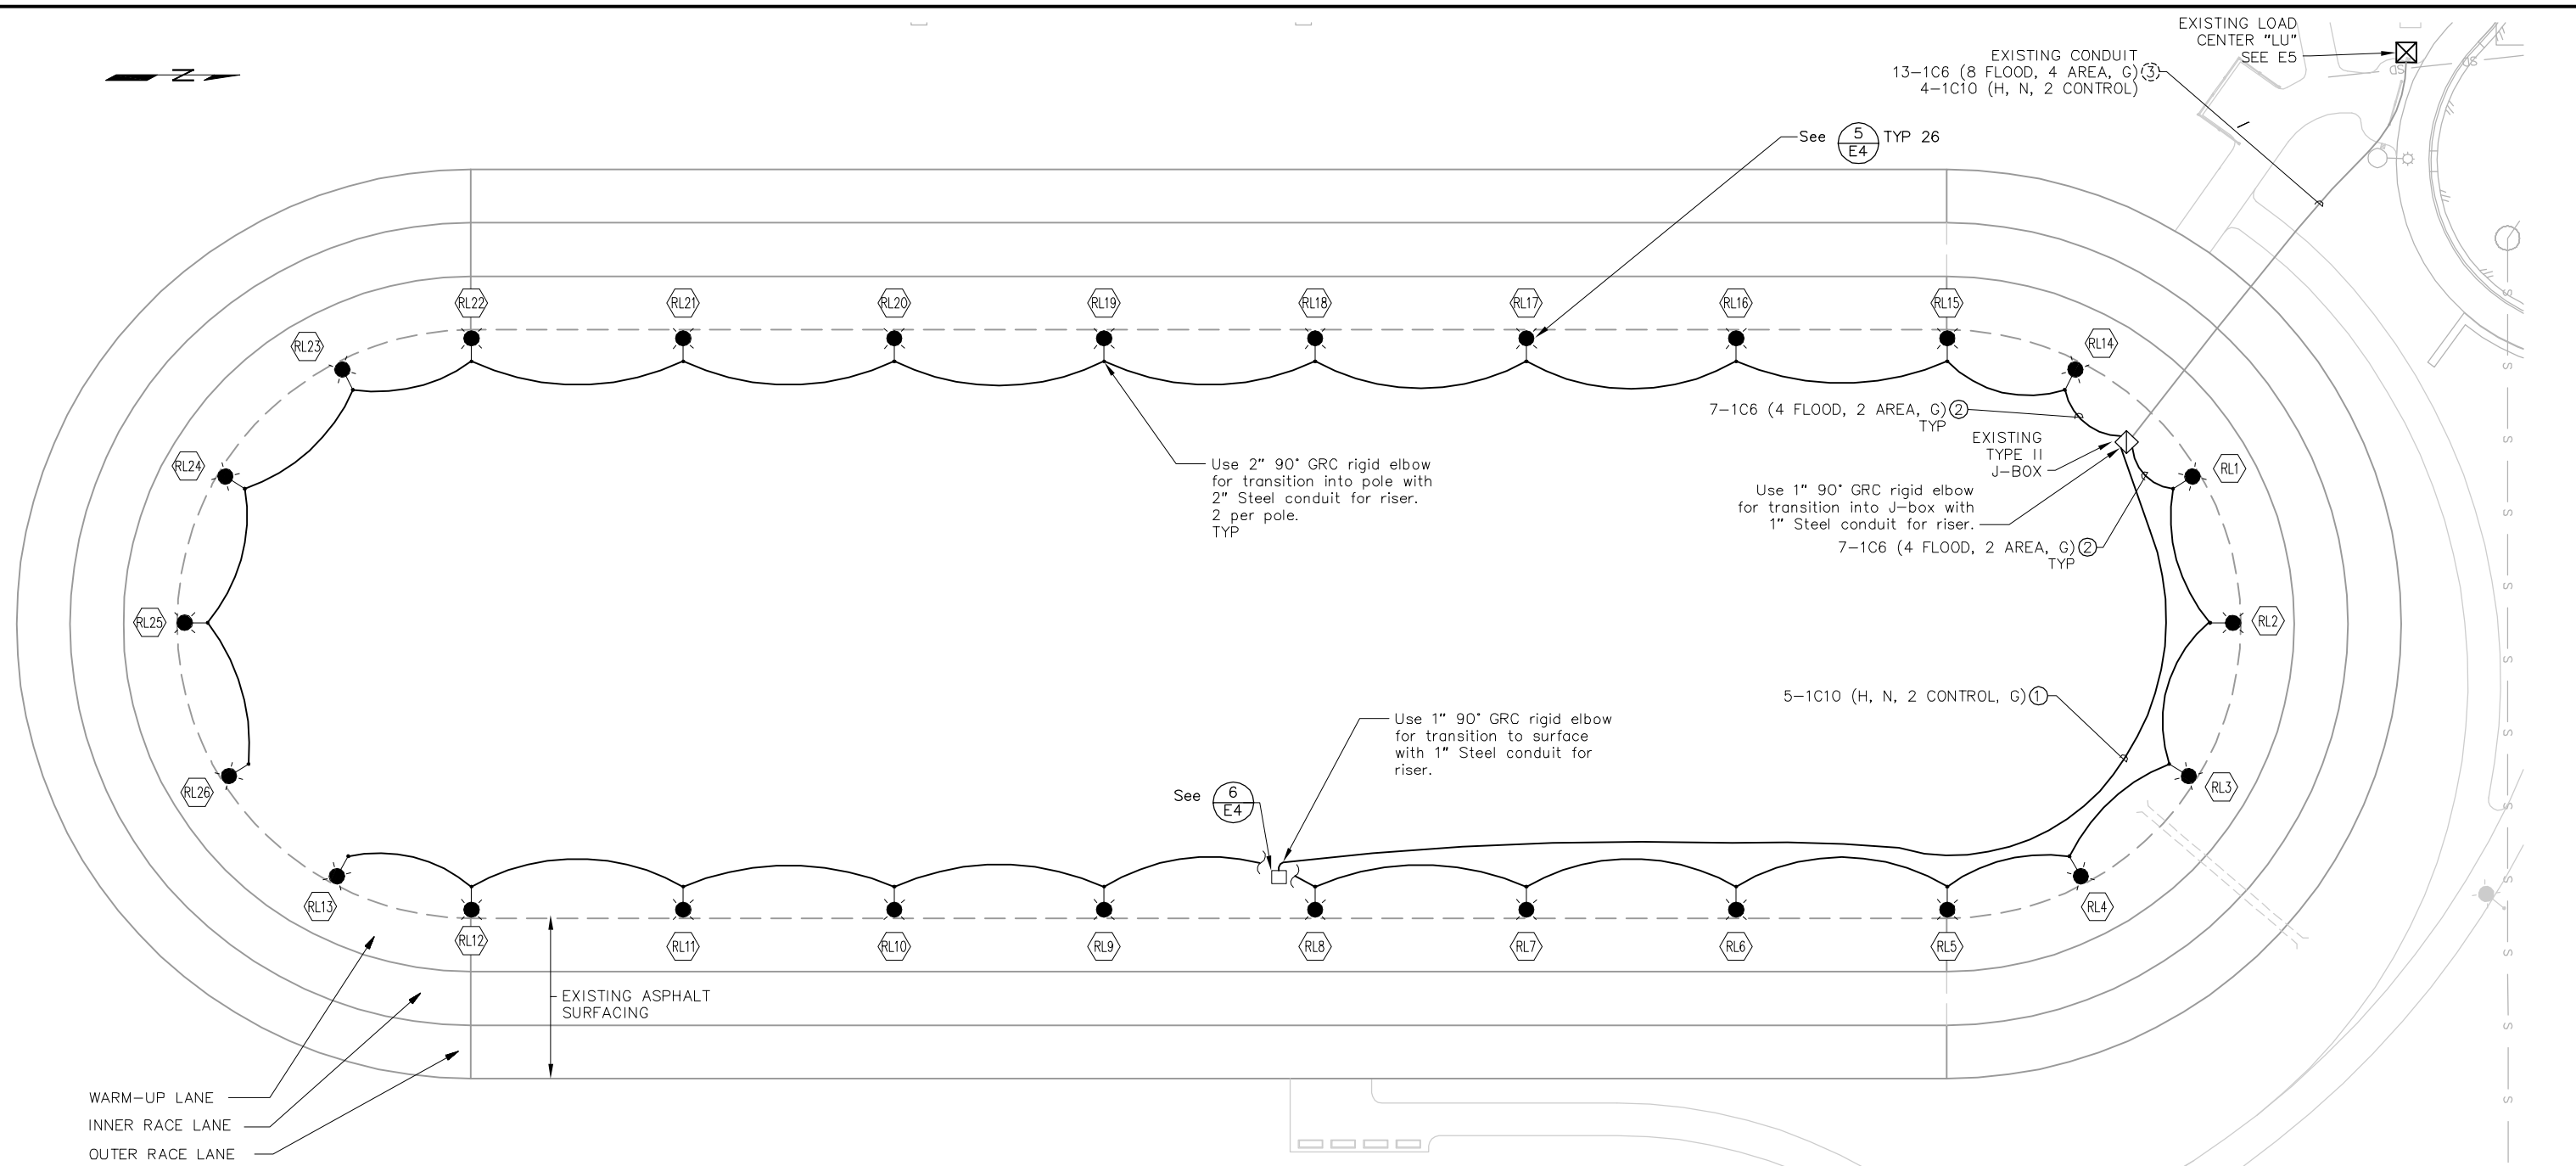 EXISTING LOAD
CENTER "LU"
SEE E5
EXISTING CONDUIT
13-1C6 (8 FLOOD, 4 AREA, G) 3
4-1C10 (H, N, 2 CONTROL)
N
SD
SD
See 5 TYP 26
E4
RL22
RL21
RL20
RL19
RL18
RL17
RL16
RL15
RL14
RL23
7-1C6 (4 FLOOD, 2 AREA, G) 2
TYP
EXISTING
TYPE II
J-BOX
RL24
RL1
Use 2" 90° GRC rigid elbow
for transition into pole with
2" Steel conduit for riser.
2 per pole.
TYP
Use 1" 90° GRC rigid elbow
for transition into J-box with
1" Steel conduit for riser.
7-1C6 (4 FLOOD, 2 AREA, G) 2
TYP
RL25
RL2
5-1C10 (H, N, 2 CONTROL, G) 1
Use 1" 90° GRC rigid elbow
for transition to surface
with 1" Steel conduit for
riser.
See 6
E4
RL26
RL3
RL13
RL4
RL12
RL11
RL10
RL9
RL8
RL7
RL6
RL5
EXISTING ASPHALT
SURFACING
WARM-UP LANE
INNER RACE LANE
OUTER RACE LANE
S
S
S
S
S
S
S
S
S
S
S
S